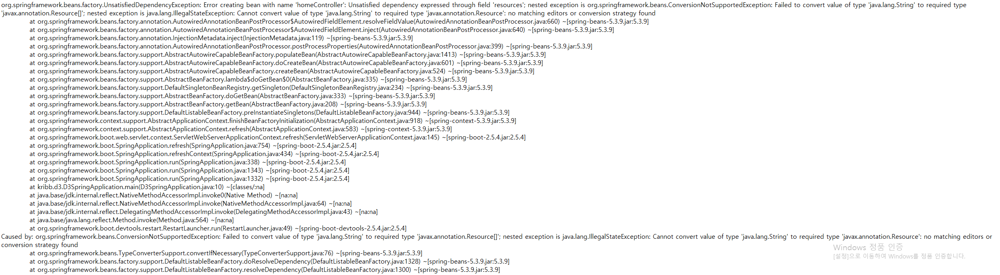 org.springframework.beans.factory.UnsatisfiedDependencyException: Error creating bean with name 'homeController': Unsatisfied dependency expressed through field 'resources'; nested exception is org.springframework.beans.ConversionNotSupportedException: Failed to convert value of type 'java.lang.String' to required type
'javax.annotation.Resource[]'; nested exception is java.lang.IllegalStateException: Cannot convert value of type 'java.lang.String' to required type 'javax.annotation.Resource': no matching editors or conversion strategy found
at org.springframework.beans.factory.annotation.AutowiredAnnotationBeanPostProcessor$AutowiredFieldElement.resolveFieldValue(AutowiredAnnotationBeanPostProcessor.java:660) ~[spring-beans-5.3.9.jar:5.3.9]
at org.springframework.beans.factory.annotation.AutowiredAnnotationBeanPostProcessor$AutowiredFieldElement.inject(AutowiredAnnotationBeanPostProcessor.java:640) ~[spring-beans-5.3.9.jar:5.3.9]
at org.springframework.beans.factory.annotation.InjectionMetadata.inject(InjectionMetadata.java:119) ~[spring-beans-5.3.9.jar:5.3.9]
at org.springframework.beans.factory.annotation.AutowiredAnnotationBeanPostProcessor.postProcessProperties(AutowiredAnnotationBeanPostProcessor.java:399) ~[spring-beans-5.3.9.jar:5.3.9]
at org.springframework.beans.factory.support.AbstractAutowireCapableBeanFactory.populateBean(AbstractAutowireCapableBeanFactory.java:1413) ~[spring-beans-5.3.9.jar:5.3.9]
at org.springframework.beans.factory.support.AbstractAutowireCapableBeanFactory.doCreateBean(AbstractAutowireCapableBeanFactory.java:601) ~[spring-beans-5.3.9.jar:5.3.9]
at org.springframework.beans.factory.support.AbstractAutowireCapableBeanFactory.createBean(AbstractAutowireCapableBeanFactory.java:524) ~[spring-beans-5.3.9.jar:5.3.9]
at org.springframework.beans.factory.support.AbstractBeanFactory.lambda$doGetBean$0(AbstractBeanFactory.java:335) ~[spring-beans-5.3.9.jar:5.3.9]
at org.springframework.beans.factory.support.DefaultSingletonBeanRegistry.getSingleton(DefaultSingletonBeanRegistry.java:234) ~[spring-beans-5.3.9.jar:5.3.9]
at org.springframework.beans.factory.support.AbstractBeanFactory.doGetBean(AbstractBeanFactory.java:333) ~[spring-beans-5.3.9.jar:5.3.9]
at org.springframework.beans.factory.support.AbstractBeanFactory.getBean(AbstractBeanFactory.java:208) ~[spring-beans-5.3.9.jar:5.3.9]
at org.springframework.beans.factory.support.DefaultListableBeanFactory.preInstantiateSingletons(DefaultListableBeanFactory.java:944) ~[spring-beans-5.3.9.jar:5.3.9]
at org.springframework.context.support.AbstractApplicationContext.finishBeanFactoryInitialization(AbstractApplicationContext.java:918) ~[spring-context-5.3.9.jar:5.3.9]
at org.springframework.context.support.AbstractApplicationContext.refresh(AbstractApplicationContext.java:583) ~[spring-context-5.3.9.jar:5.3.9]
at org.springframework.boot.web.servlet.context.ServletWebServerApplicationContext.refresh(ServletWebServerApplicationContext.java:145) ~[spring-boot-2.5.4.jar:2.5.4]
at org.springframework.boot.SpringApplication.refresh(SpringApplication.java:754) ~[spring-boot-2.5.4.jar:2.5.4]
at org.springframework.boot.SpringApplication.refreshContext(SpringApplication.java:434) ~[spring-boot-2.5.4.jar:2.5.4]
at org.springframework.boot.SpringApplication.run(SpringApplication.java:338) ~[spring-boot-2.5.4.jar:2.5.4]
at org.springframework.boot.SpringApplication.run(SpringApplication.java:1343) ~[spring-boot-2.5.4.jar:2.5.4]
at org.springframework.boot.SpringApplication.run(SpringApplication.java:1332) ~[spring-boot-2.5.4.jar:2.5.4]
at kribb.d3.D3SpringApplication.main(D3SpringApplication.java:10) ~[classes/:na]
at java.base/jdk.internal.reflect.NativeMethodAccessorImpl.invoke0(Native Method) ~[na:na]
at java.base/jdk.internal.reflect.NativeMethodAccessorImpl.invoke(NativeMethodAccessorImpl.java:64) ~[na:na]
at java.base/jdk.internal.reflect.DelegatingMethodAccessorImpl.invoke(DelegatingMethodAccessorImpl.java:43) ~[na:na]
at java.base/java.lang.reflect.Method.invoke(Method.java:564) ~[na:na]
at org.springframework.boot.devtools.restart.RestartLauncher.run(RestartLauncher.java:49) ~[spring-boot-devtools-2.5.4.jar:2.5.4]
Caused by: org.springframework.beans.ConversionNotSupportedException: Failed to convert value of type 'java.lang.String' to required type 'javax.annotation.Resource[]'; nested exception is java.lang.IllegalStateException: Cannot convert value of type 'java.lang.String' to required type 'javax.annotation.Resource': no matching editors or
conversion strategy found
at org.springframework.beans.TypeConverterSupport.convertIfNecessary(TypeConverterSupport.java:76) ~[spring-beans-5.3.9.jar:5.3.9]
at org.springframework.beans.factory.support.DefaultListableBeanFactory.doResolveDependency(DefaultListableBeanFactory.java:1328) ~[spring-beans-5.3.9.jar:5.3.9]
at org.springframework.beans.factory.support.DefaultListableBeanFactory.resolveDependency(DefaultListableBeanFactory.java:1300) ~[spring-beans-5.3.9.jar:5.3.9]
Windows 정품 인증
[설정]으로 이동하여 Windows를 정품 인증합니다.